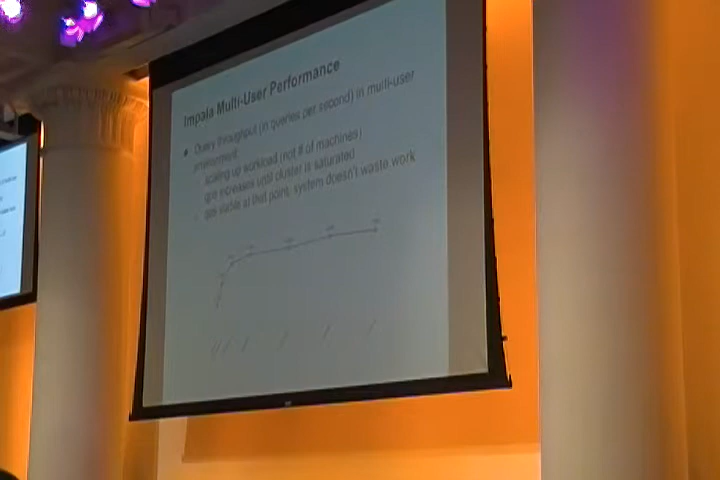 Impala Multi-User Performance
Query throughput (in queries per second) in multi-user
environment:
scaling up workload (not # of machines)
qps increases until cluster is saturated
qps stable at that point, system doesn't waste work